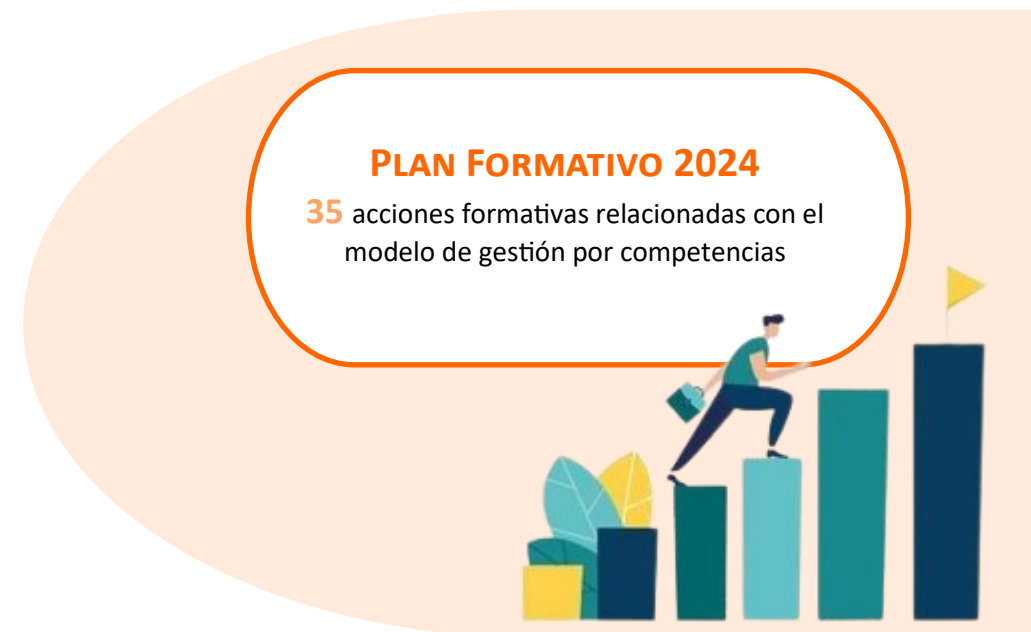 Plan Formativo 2024
35 acciones formativas relacionadas con el
modelo de gestión por competencias